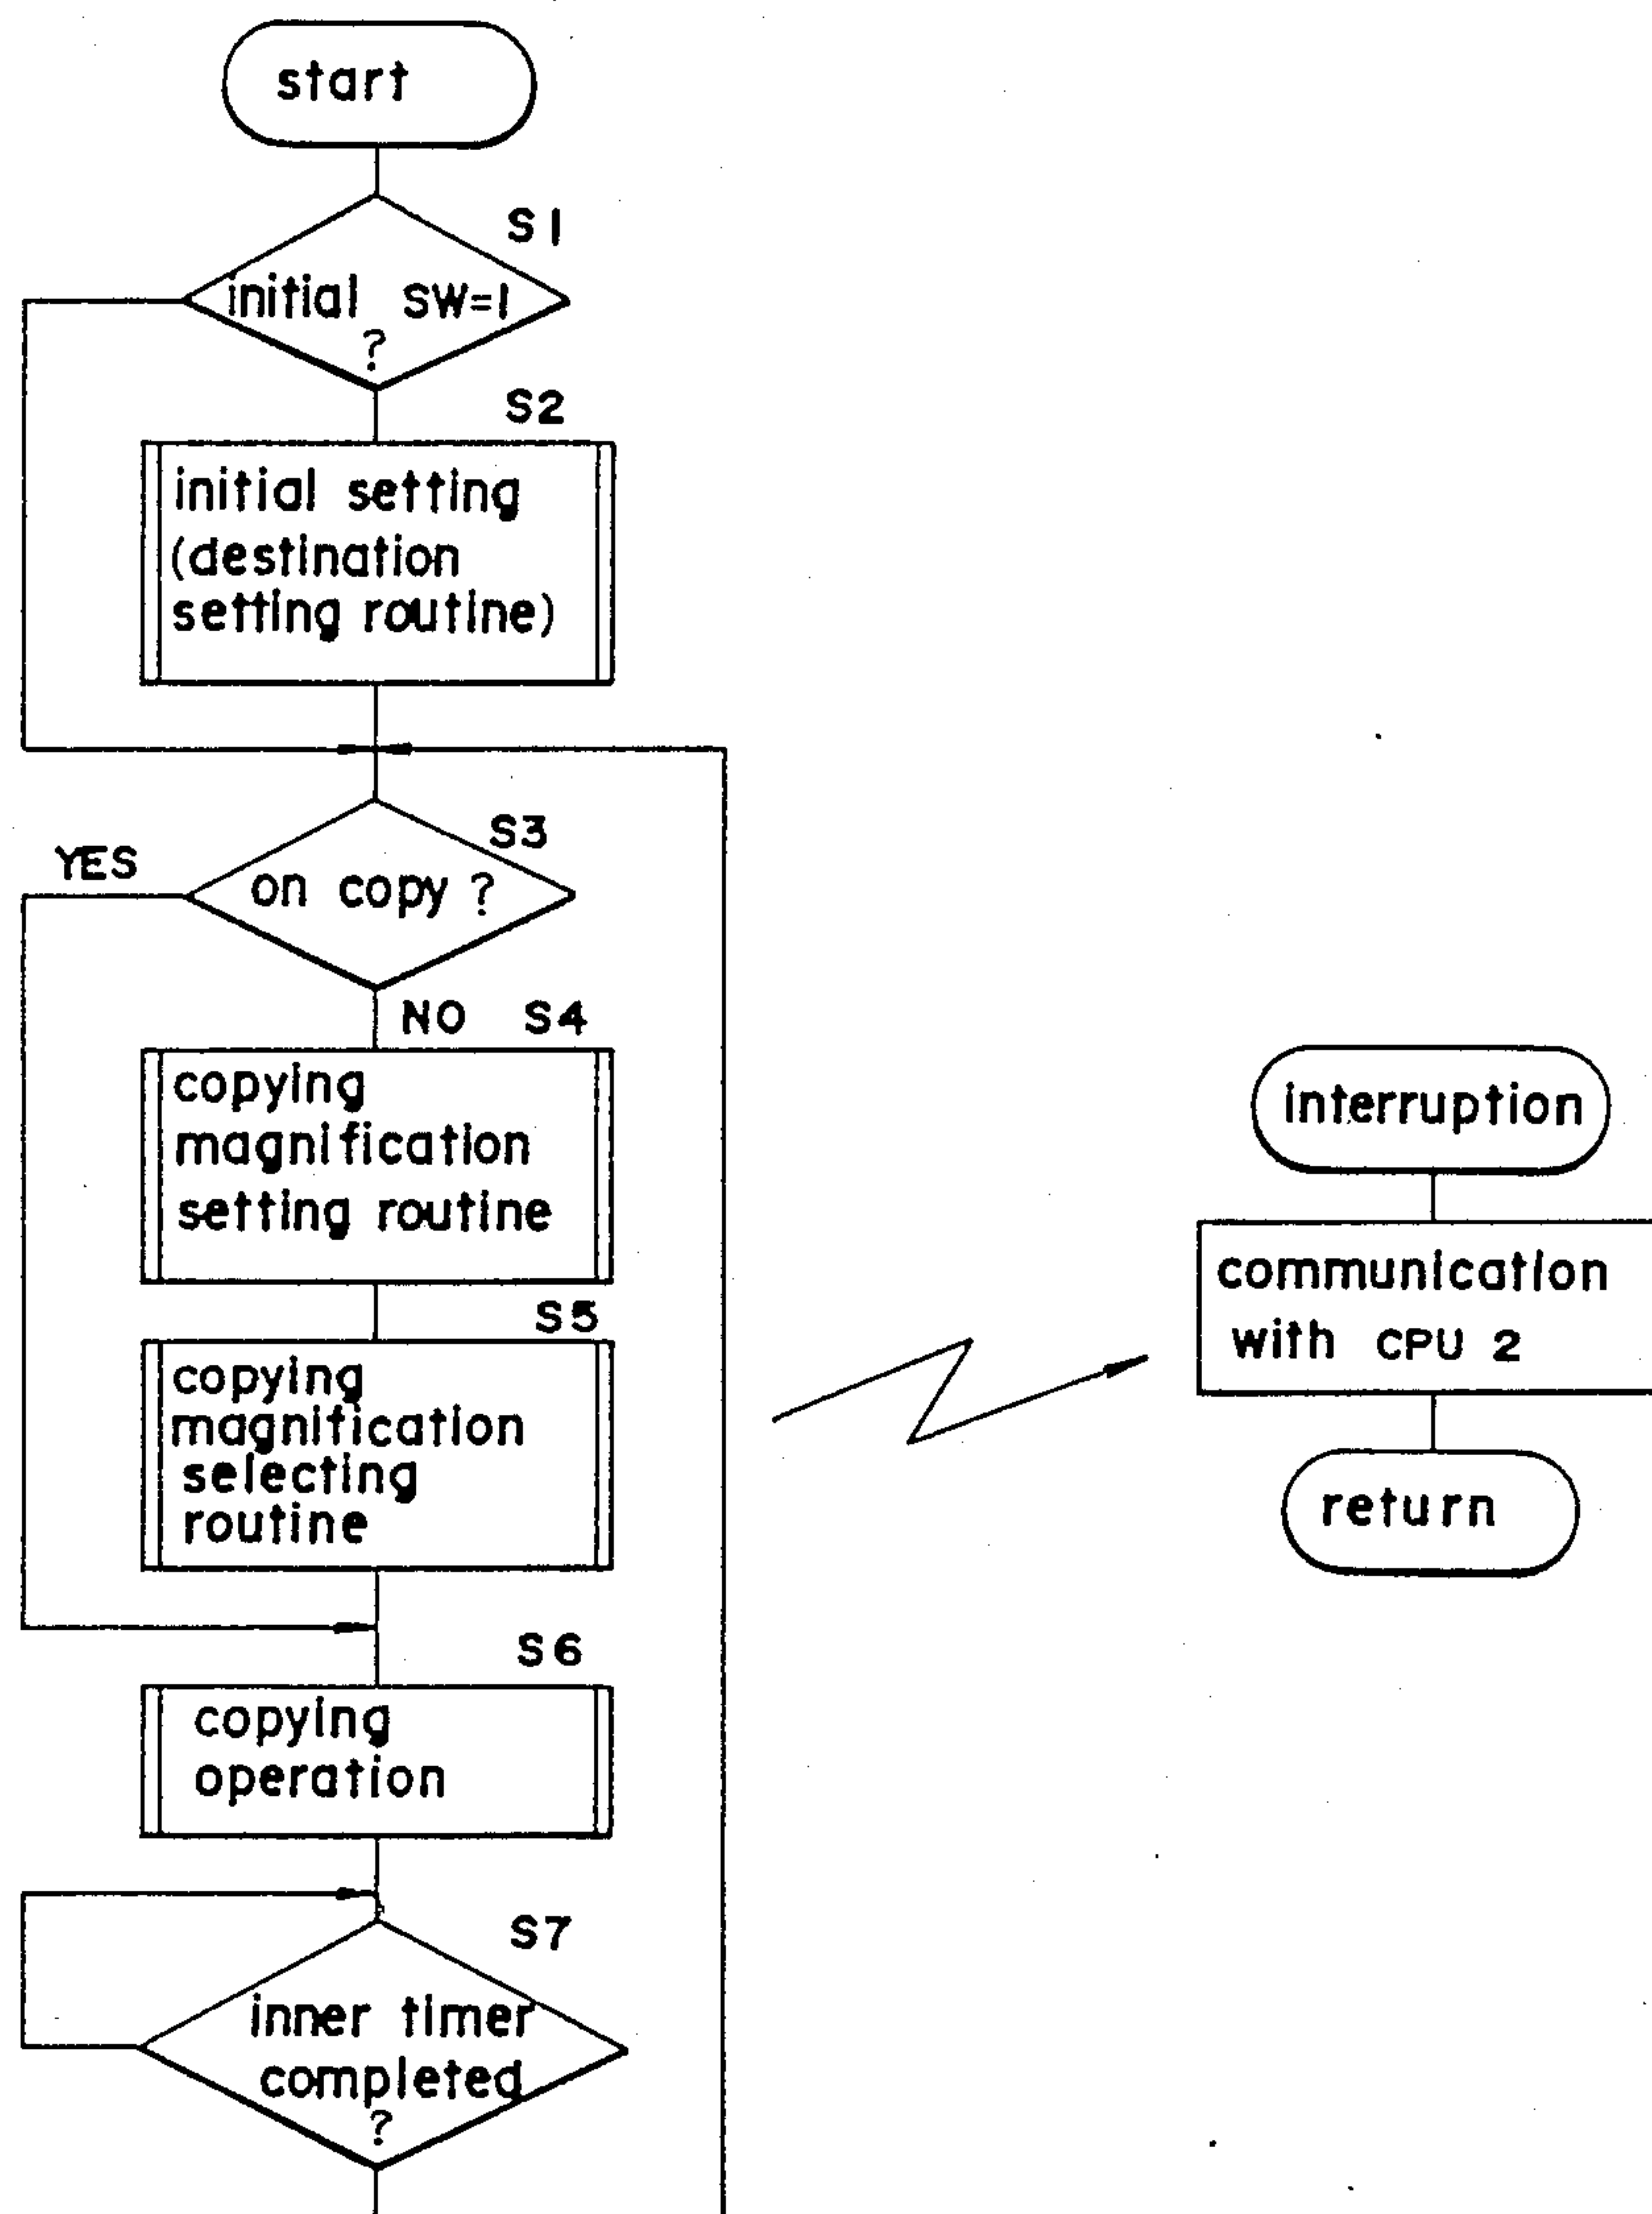 start
S1
initial SW=1
?
S2
initial setting
(destination
setting routine)
S3
YES
on copy ?
NO S4
copying
magnification
setting routine
S5
copying
magnification
selecting
routine
S6
copying
operation
S7
inner timer
completed
?
interruption
communication
with CPU 2
return